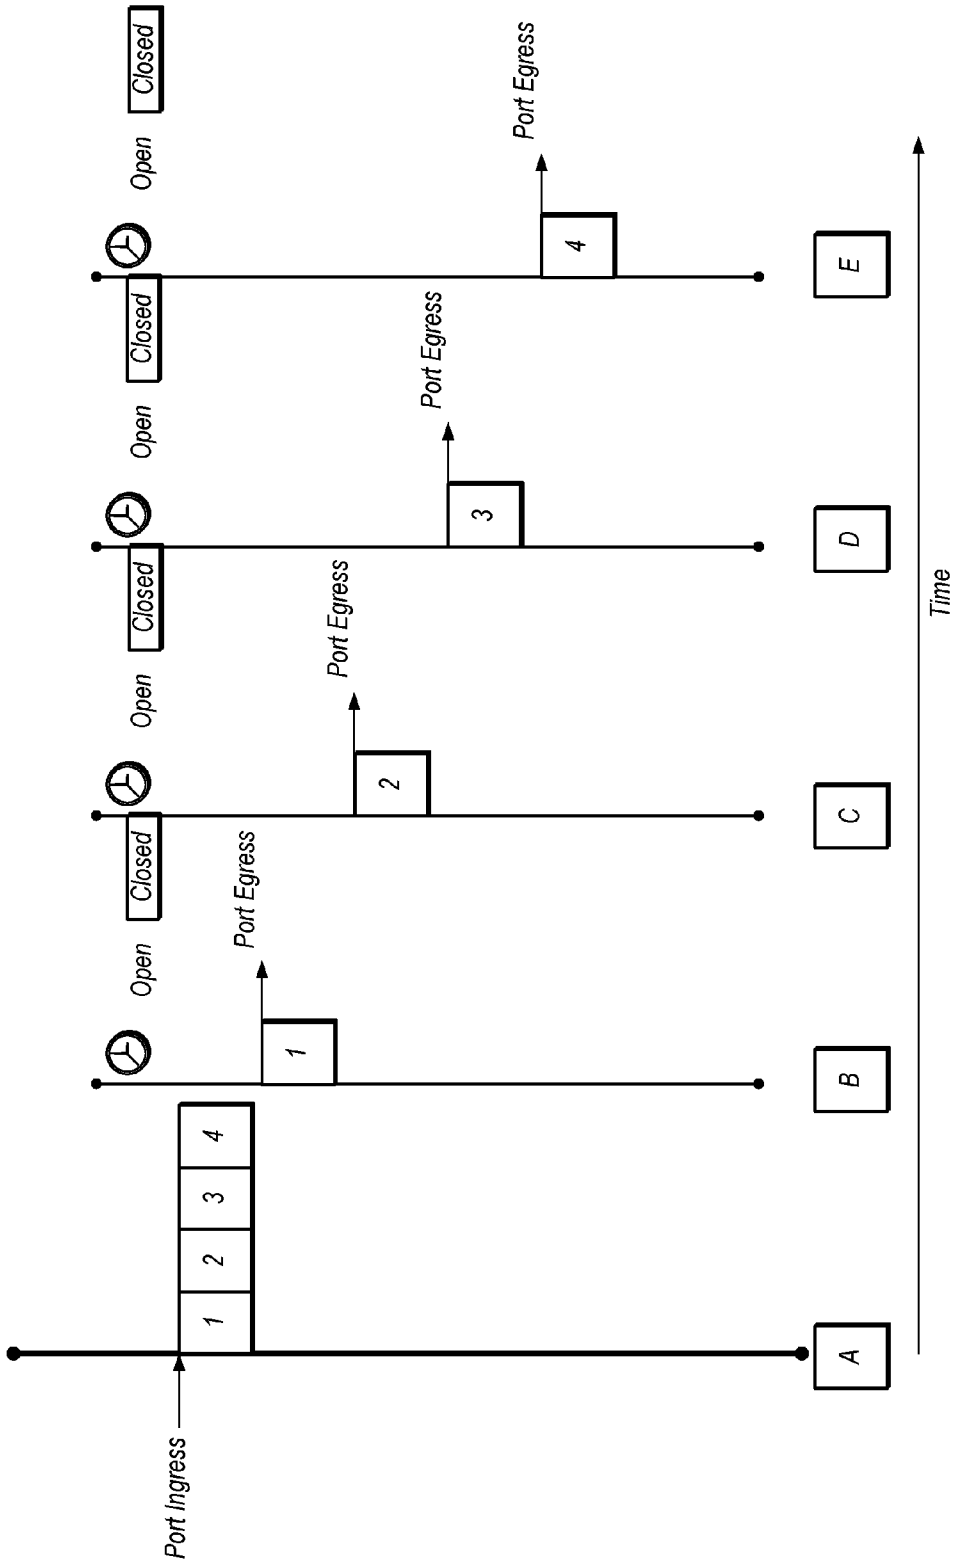 Open
Closed
Open
Closed
Open
Closed
Open
Closed
Port Ingress
1
2
3
4
1
Port Egress
2
Port Egress
3
Port Egress
4
Port Egress
A
B
C
D
E
Time